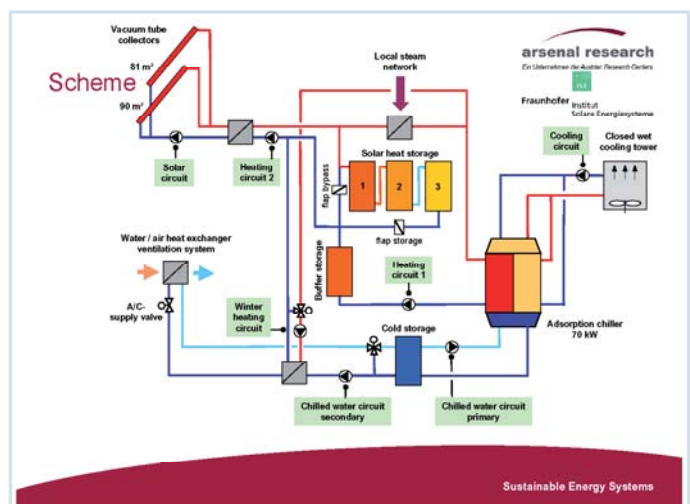 Vacuum tube
collectors
81 m²
Scheme
90 m²
Local steam
network
arsenal research
Ein Unternehmen der Austrian Research Centers
Fraunhofer
Institut
Solare Energiesysteme
Solar
circuit
Heating
circuit 2
flap bypass
Solar heat storage
1
2
3
flap storage
Cooling
circuit
Closed wet
cooling tower
Water / air heat exchanger
ventilation system
Buffer storage
Heating
circuit 1
A/C-
supply valve
Winter
heating
circuit
Cold storage
Adsorption chiller
70 kW
Chilled water circuit
secondary
Chilled water circuit
primary
Sustainable Energy Systems